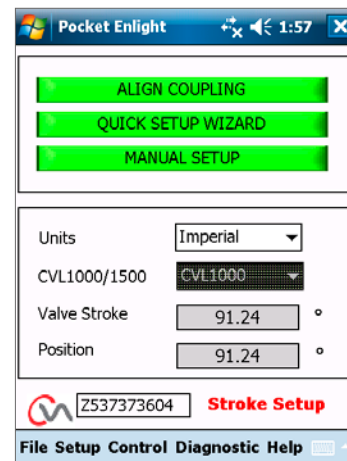 Pocket Enlight 1:57
ALIGN COUPLING
QUICK SETUP WIZARD
MANUAL SETUP
Units Imperial
CVL1000/1500 CVL1000
Valve Stroke 91.24 °
Position 91.24 °
Z537373604 Stroke Setup
File Setup Control Diagnostic Help